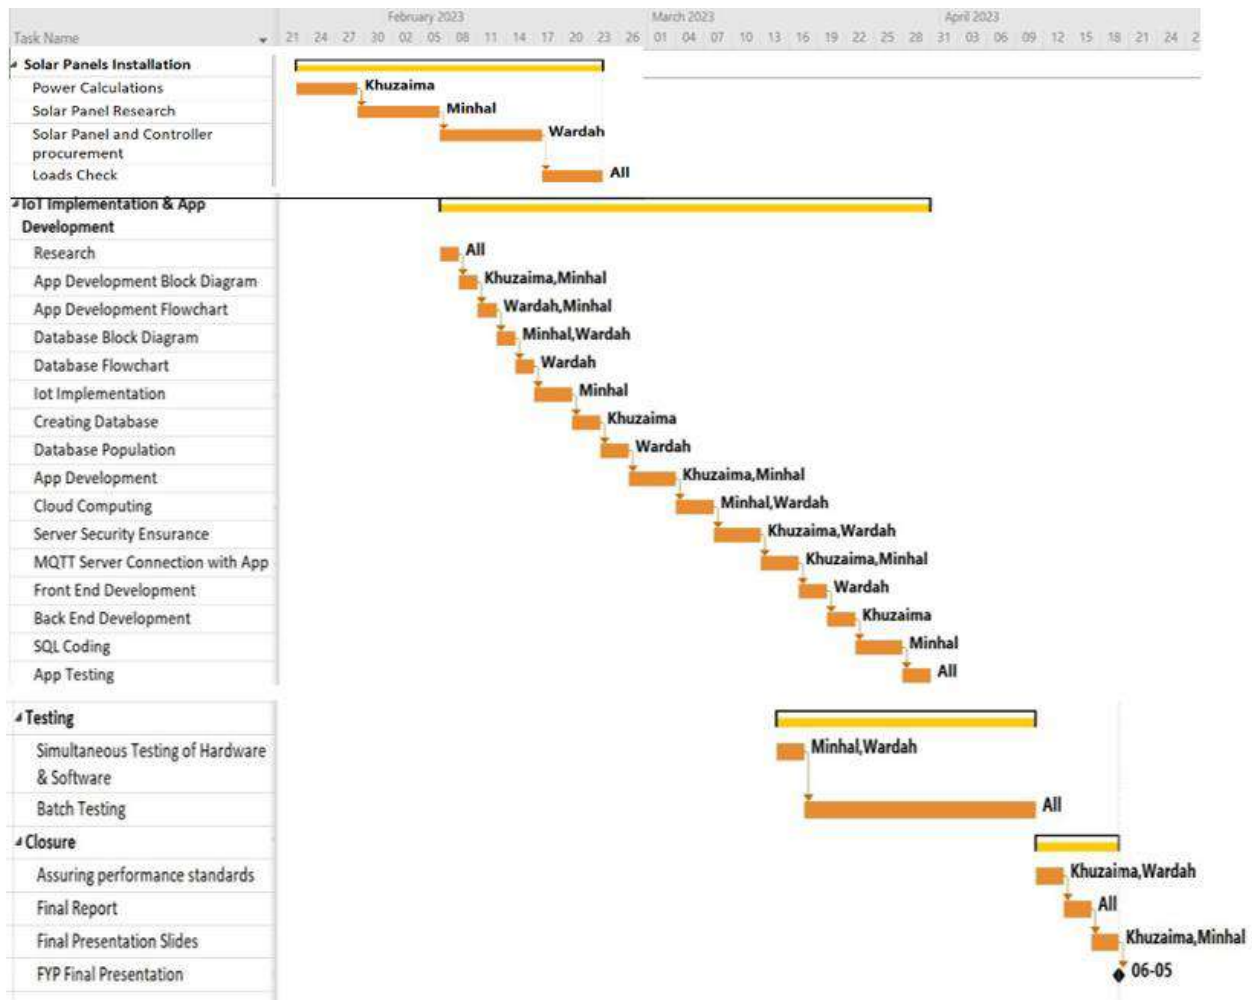 February 2023 March 2023 April 2023
Task Name 21 24 27 30 02 05 08 11 14 17 20 23 26 01 04 07 10 13 16 19 22 25 28 31 03 06 09 12 15 18 21 24 2
Solar Panels Installation
Power Calculations Khuzaima
Solar Panel Research Minhal
Solar Panel and Controller Wardah
procurement
Loads Check All
IoT Implementation & App
Development
Research All
App Development Block Diagram Khuzaima,Minhal
App Development Flowchart Wardah,Minhal
Database Block Diagram Minhal,Wardah
Database Flowchart Wardah
Iot Implementation Minhal
Creating Database Khuzaima
Database Population Wardah
App Development Khuzaima,Minhal
Cloud Computing Minhal,Wardah
Server Security Ensurance Khuzaima,Wardah
MQTT Server Connection with App Khuzaima,Minhal
Front End Development Wardah
Back End Development Khuzaima
SQL Coding Minhal
App Testing All
Testing
Simultaneous Testing of Hardware Minhal,Wardah
& Software
Batch Testing All
Closure
Assuring performance standards Khuzaima,Wardah
Final Report All
Final Presentation Slides Khuzaima,Minhal
FYP Final Presentation 06-05